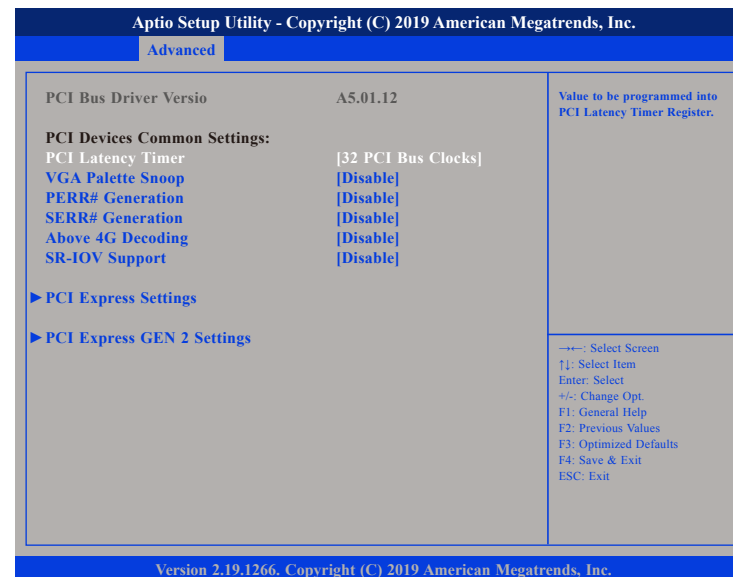 Aptio Setup Utility - Copyright (C) 2019 American Megatrends, Inc.
Advanced
PCI Bus Driver Versio A5.01.12
PCI Devices Common Settings:
PCI Latency Timer [32 PCI Bus Clocks]
VGA Palette Snoop [Disable]
PERR# Generation [Disable]
SERR# Generation [Disable]
Above 4G Decoding [Disable]
SR-IOV Support [Disable]
►PCI Express Settings
►PCI Express GEN 2 Settings
Value to be programmed into
PCI Latency Timer Register.
→←: Select Screen
↑↓: Select Item
Enter: Select
+/-: Change Opt.
F1: General Help
F2: Previous Values
F3: Optimized Defaults
F4: Save & Exit
ESC: Exit
Version 2.19.1266. Copyright (C) 2019 American Megatrends, Inc.